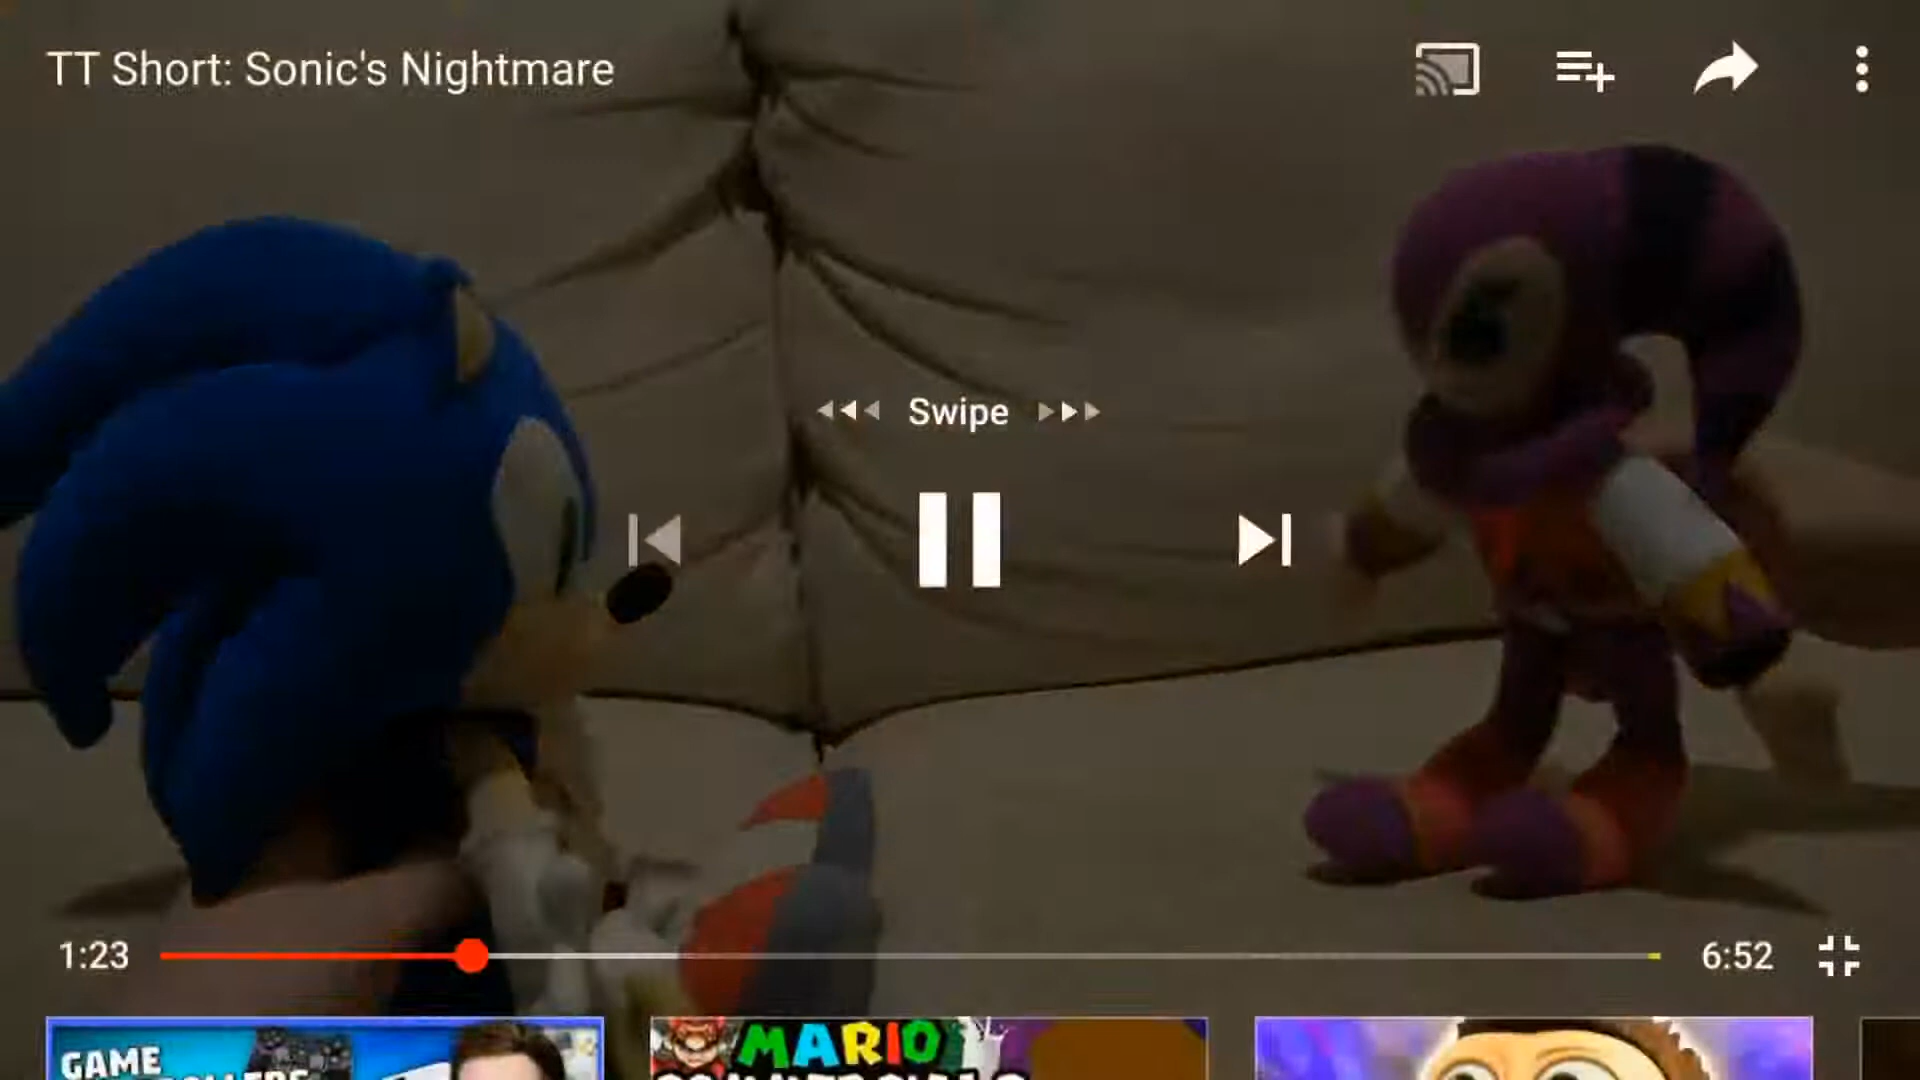 TT Short: Sonic's Nightmare
Swipe
1:23
6:52
GAME
MARIO